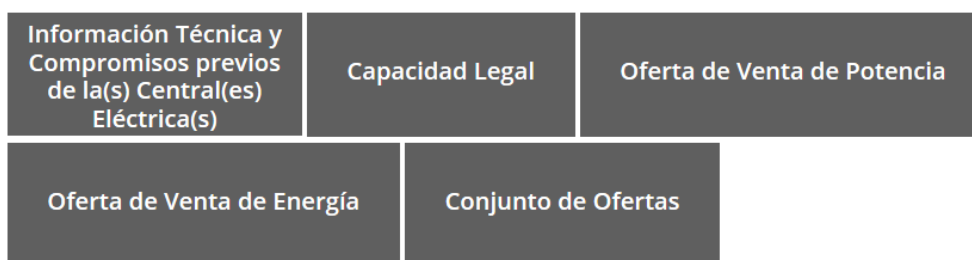 Información Técnica y
Compromisos previos
de la(s) Central(es)
Eléctrica(s)
Capacidad Legal
Oferta de Venta de Potencia
Oferta de Venta de Energía
Conjunto de Ofertas